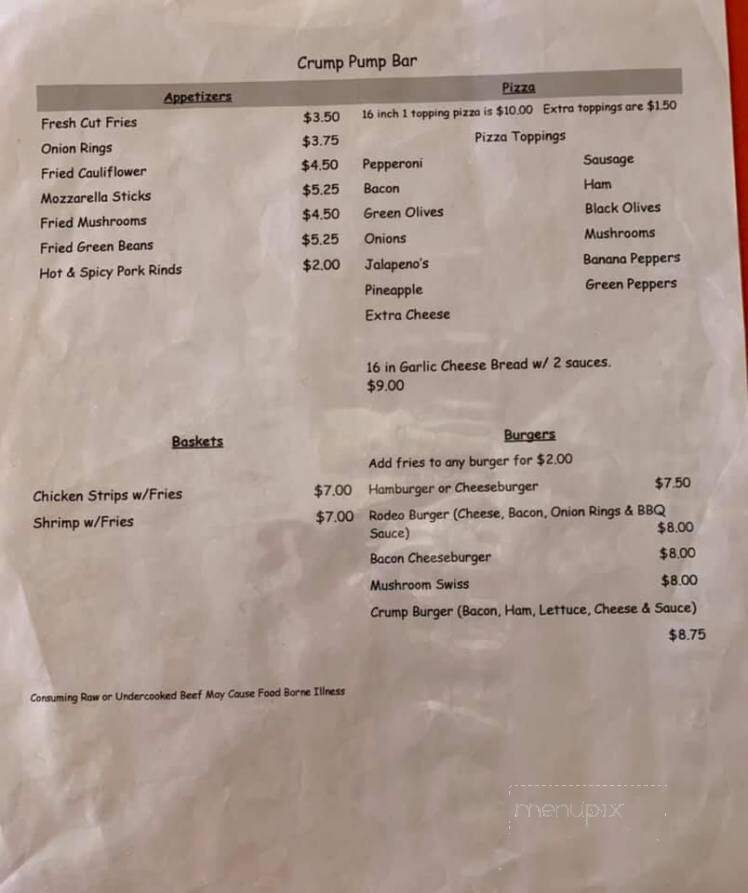 Crump Pump Bar
Appetizers
Fresh Cut Fries $3.50
Onion Rings $3.75
Fried Cauliflower $4.50
Mozzarella Sticks $5.25
Fried Mushrooms $4.50
Fried Green Beans $5.25
Hot & Spicy Pork Rinds $2.00
Pizza
16 inch 1 topping pizza is $10.00 Extra toppings are $1.50
Pizza Toppings
Pepperoni Sausage
Bacon Ham
Green Olives Black Olives
Onions Mushrooms
Jalapeno's Banana Peppers
Pineapple Green Peppers
Extra Cheese
16 in Garlic Cheese Bread w/ 2 sauces.
$9.00
Baskets
Chicken Strips w/Fries $7.00
Shrimp w/Fries $7.00
Burgers
Add fries to any burger for $2.00
Hamburger or Cheeseburger $7.50
Rodeo Burger (Cheese, Bacon, Onion Rings & BBQ
Sauce) $8.00
Bacon Cheeseburger $8.00
Mushroom Swiss $8.00
Crump Burger (Bacon, Ham, Lettuce, Cheese & Sauce)
$8.75
Consuming Raw or Undercooked Beef May Cause Food Borne Illness
menupix